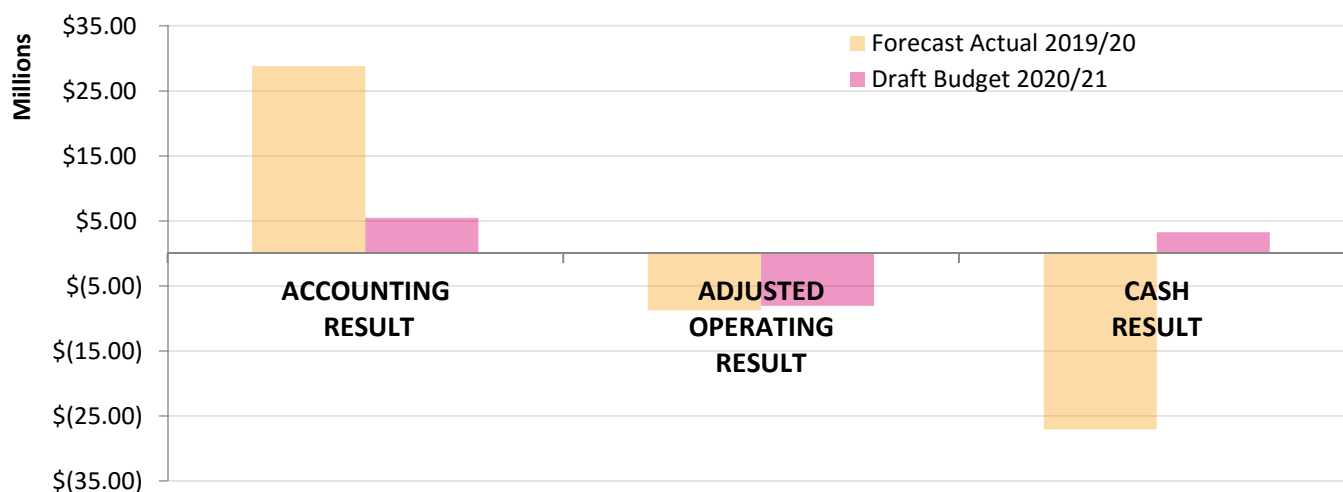 Millions
$35.00
$25.00
$15.00
$5.00
$(5.00)
$(15.00)
$(25.00)
$(35.00)
Forecast Actual 2019/20
Draft Budget 2020/21
ACCOUNTING
RESULT
ADJUSTED
OPERATING
RESULT
CASH
RESULT